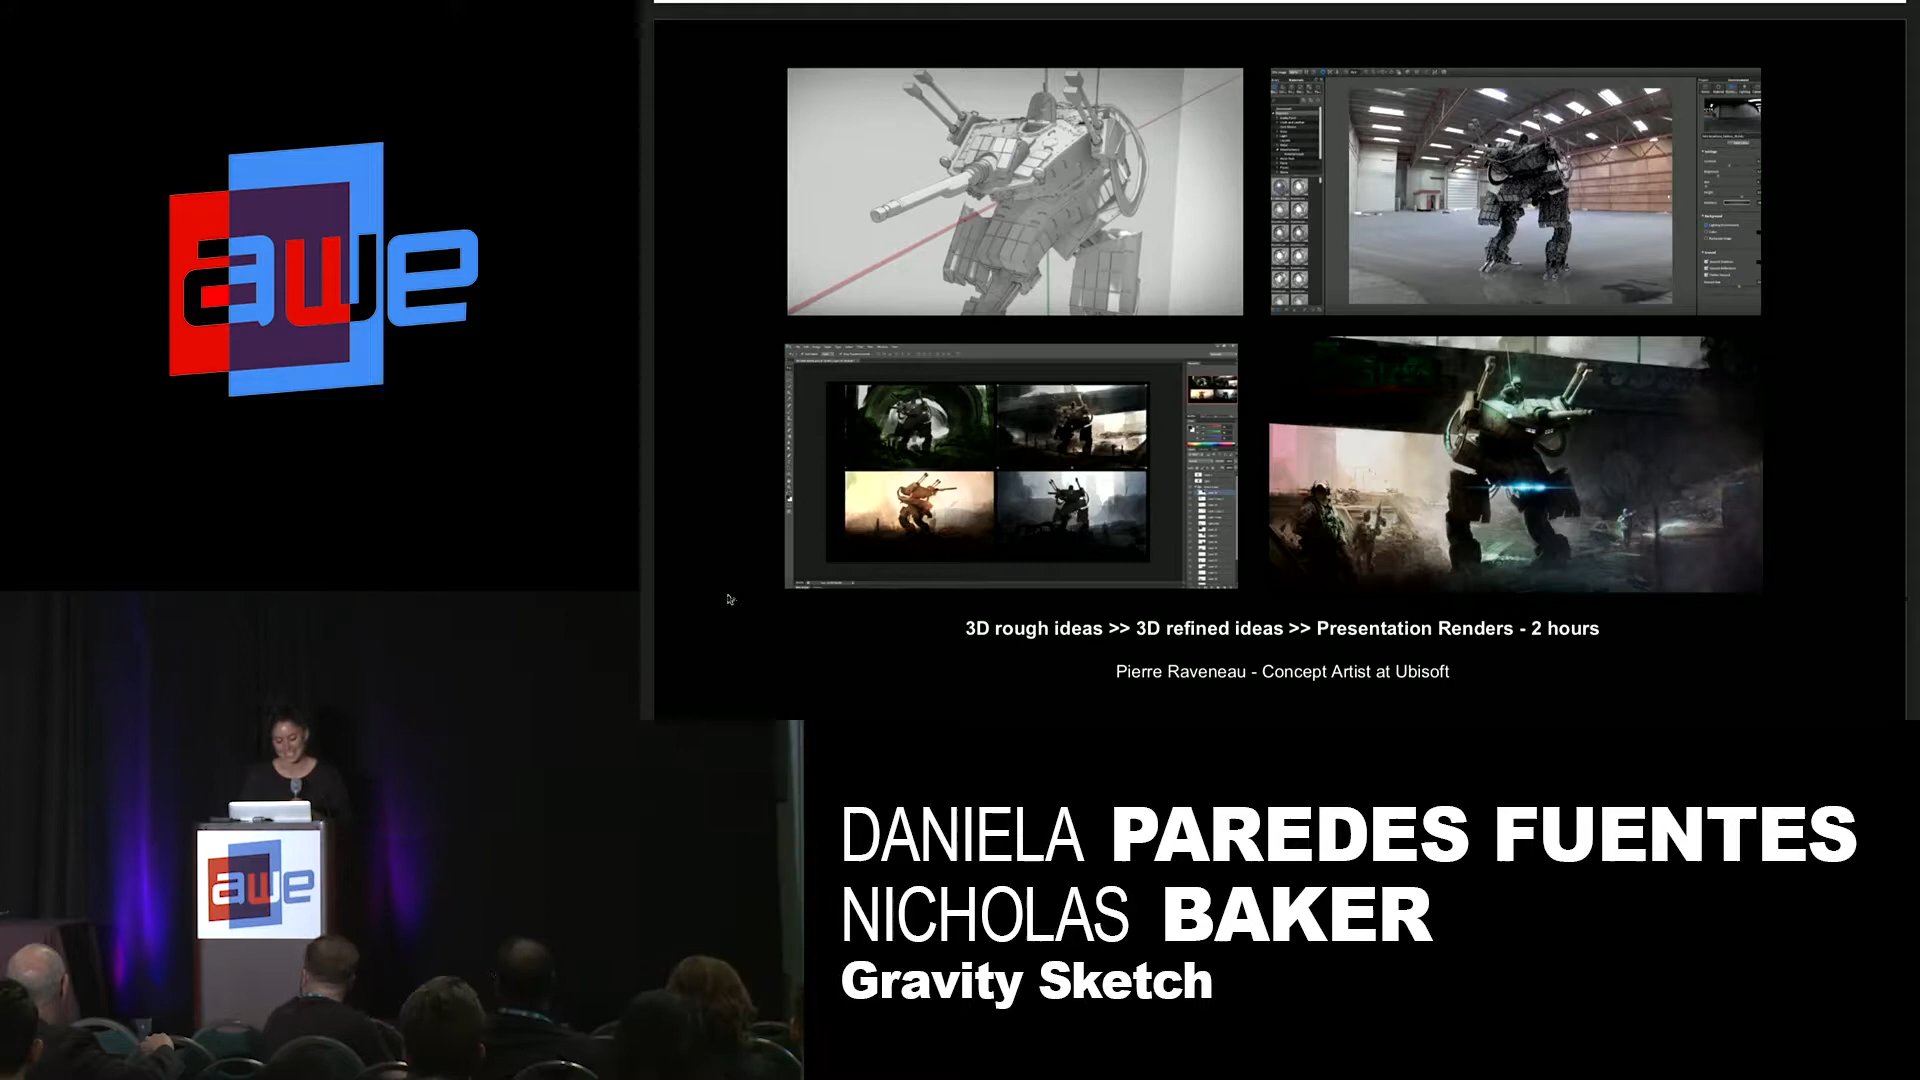 awe
3D rough ideas >> 3D refined ideas >> Presentation Renders - 2 hours
Pierre Raveneau - Concept Artist at Ubisoft
awe
DANIELA PAREDES FUENTES
NICHOLAS BAKER
Gravity Sketch